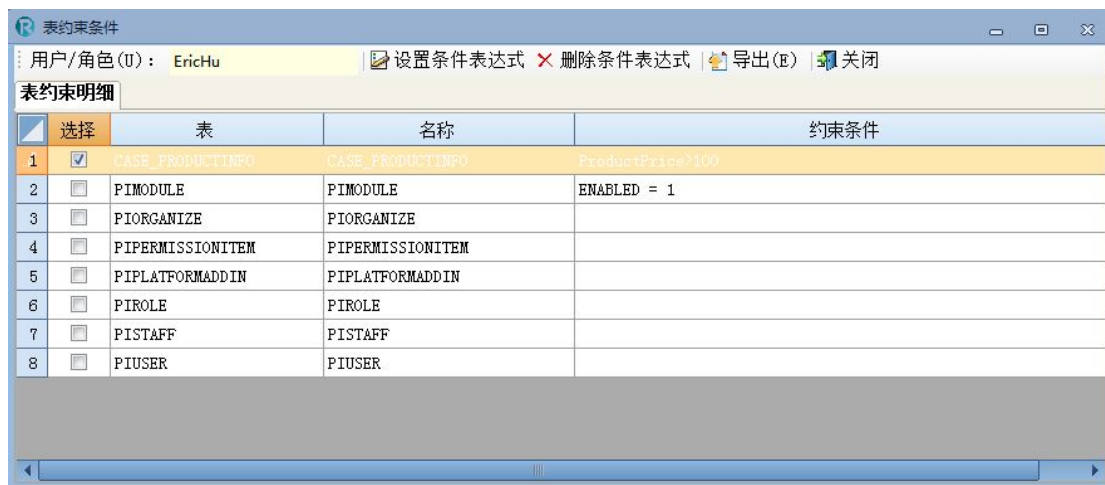 表约束条件
用户/角色(U): EricHu 设置条件表达式 删除条件表达式 导出(E) 关闭
表约束明细
选择 表 名称 约束条件
1 CASE_PRODUCTINFO CASE_PRODUCTINFO ProductPrice>100
2 PIMODULE PIMODULE ENABLED = 1
3 PIORGANIZE PIORGANIZE
4 PIPERMISSIONITEM PIPERMISSIONITEM
5 PIPLATFORMADDIN PIPLATFORMADDIN
6 PIROLE PIROLE
7 PISTAFF PISTAFF
8 PIUSER PIUSER